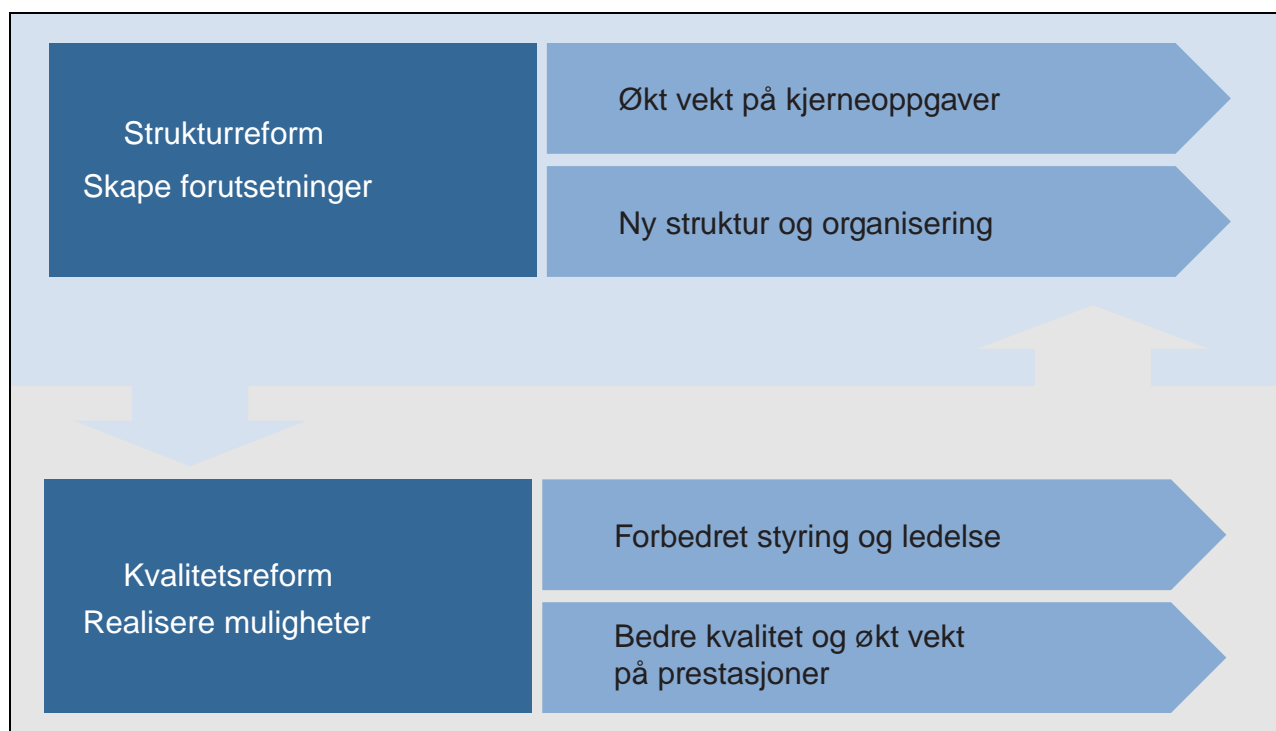 Strukturreform
Skape forutsetninger
Økt vekt på kjerneoppgaver
Ny struktur og organisering
Kvalitetsreform
Realisere muligheter
Forbedret styring og ledelse
Bedre kvalitet og økt vekt
på prestasjoner